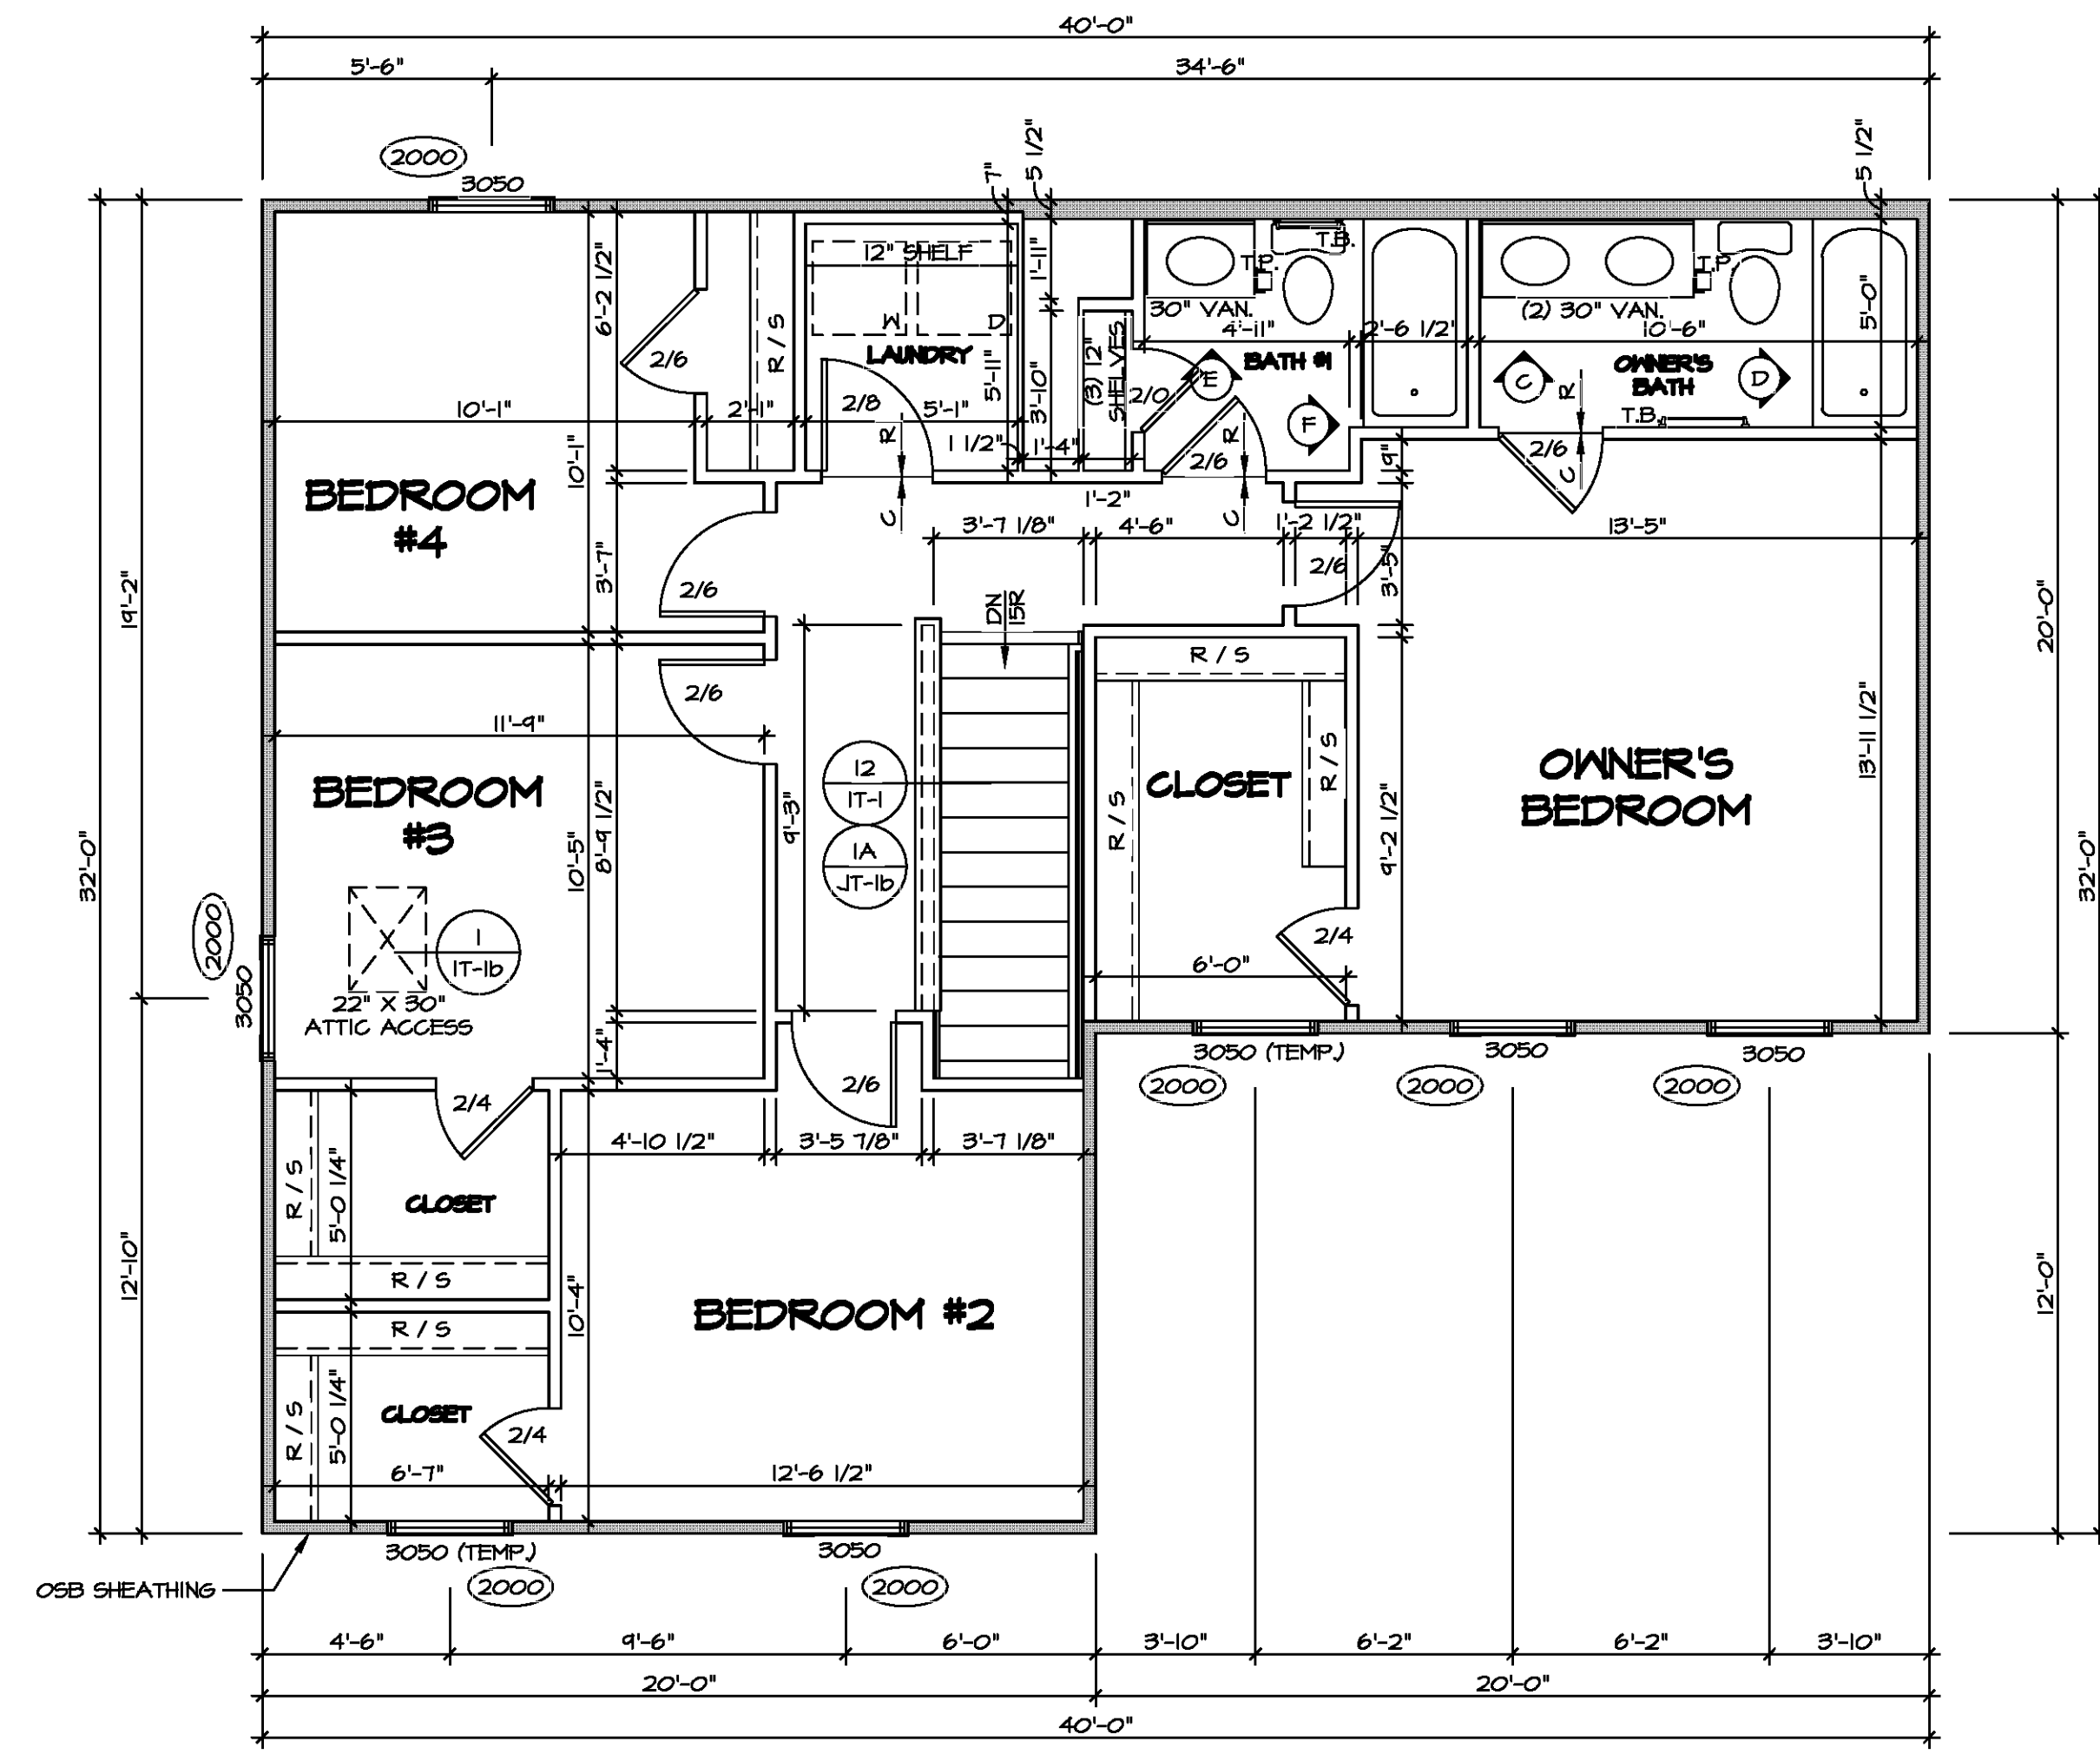 40'-0"
5'-6"
34'-6"
2000
3050
7"
5 1/2"
5 1/2"
12" SHELF
W
D
LAUNDRY
R / S
6'-2 1/2"
2/6
10'-1"
2'-1"
2/8
5'-1"
5'-11"
1'-11"
3'-10"
1 1/2"
1'-4"
(3) 12"
SHELVES
2/0
30" VAN.
T.P.
T.B.
4'-11"
2'-6 1/2"
BATH #1
E
F
2/6
R
C
R
C
(2) 30" VAN.
T.P.
10'-6"
OWNER'S
BATH
C
D
T.B.
R
C
2/6
5'-0"
9"
BEDROOM
#4
10'-1"
3'-7"
2/6
1'-2"
3'-7 1/8"
4'-6"
1'-2 1/2"
13'-5"
2/6
3'-5"
DN
15R
19'-2"
32'-0"
20'-0"
32'-0"
R / S
2/6
11'-9"
BEDROOM
#3
10'-5"
8'-9 1/2"
9'-3"
12
1T-1
1A
JT-1b
CLOSET
R / S
R / S
9'-2 1/2"
OWNER'S
BEDROOM
13'-11 1/2"
2000
3050
1
1T-1b
22" X 30"
ATTIC ACCESS
2/4
6'-0"
1'-4"
3050 (TEMP.)
3050
3050
2000
2000
2000
2/4
2/6
4'-10 1/2"
3'-5 7/8"
3'-7 1/8"
R / S
5'-0 1/4"
CLOSET
R / S
12'-10"
12'-0"
R / S
10'-4"
BEDROOM #2
R / S
5'-0 1/4"
CLOSET
2/4
6'-7"
12'-6 1/2"
3050 (TEMP.)
3050
2000
2000
OSB SHEATHING
4'-6"
9'-6"
6'-0"
3'-10"
6'-2"
6'-2"
3'-10"
20'-0"
20'-0"
40'-0"